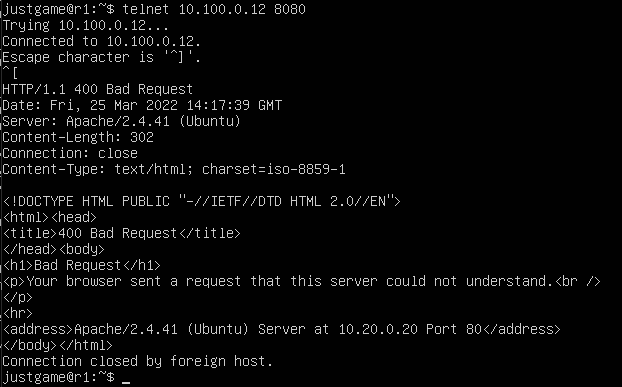 justgame@r1:~$ telnet 10.100.0.12 8080
Trying 10.100.0.12...
Connected to 10.100.0.12.
Escape character is '^]'.
^[
HTTP/1.1 400 Bad Request
Date: Fri, 25 Mar 2022 14:17:39 GMT
Server: Apache/2.4.41 (Ubuntu)
Content-Length: 302
Connection: close
Content-Type: text/html; charset=iso-8859-1

<!DOCTYPE HTML PUBLIC "-//IETF//DTD HTML 2.0//EN">
<html><head>
<title>400 Bad Request</title>
</head><body>
<h1>Bad Request</h1>
<p>Your browser sent a request that this server could not understand.<br />
</p>
<hr>
<address>Apache/2.4.41 (Ubuntu) Server at 10.20.0.20 Port 80</address>
</body></html>
Connection closed by foreign host.
justgame@r1:~$ _